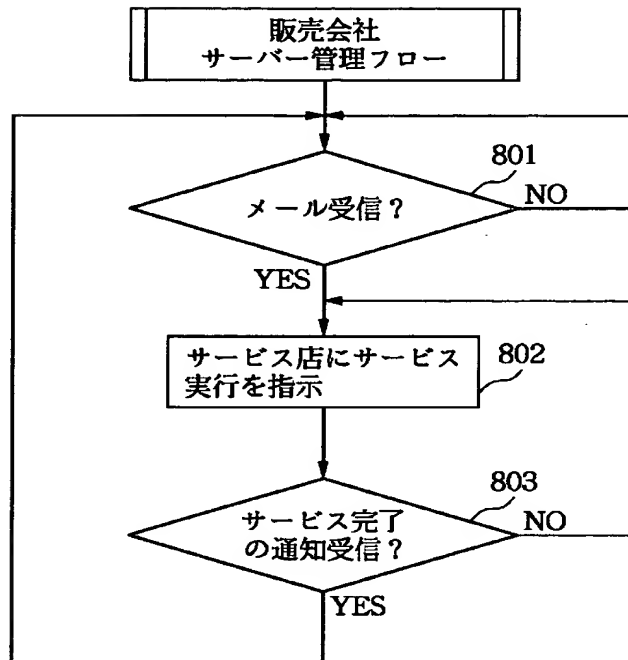 販売会社
サーバー管理フロー
801
メール受信？
NO
YES
サービス店にサービス
実行を指示
802
803
サービス完了
の通知受信？
NO
YES